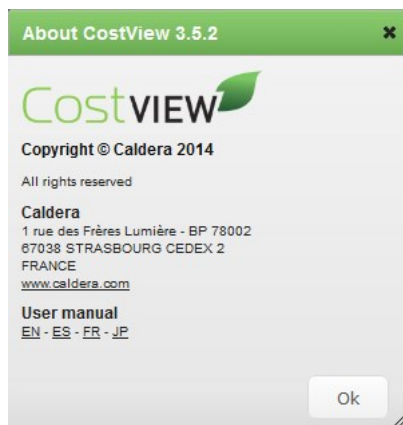 About CostView 3.5.2
CostVIEW
Copyright © Caldera 2014
All rights reserved
Caldera
1 rue des Frères Lumière - BP 78002
67038 STRASBOURG CEDEX 2
FRANCE
www.caldera.com
User manual
EN - ES - FR - JP
Ok